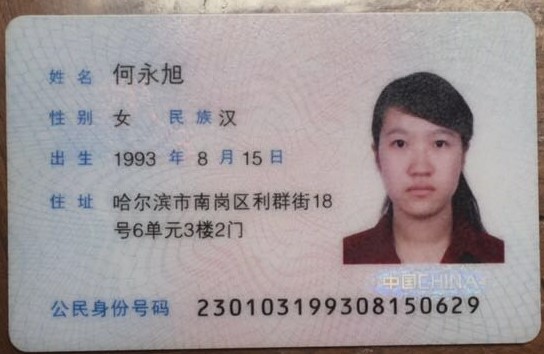 姓名 何永旭
性别 女 民族 汉
出生 1993 年 8 月 15 日
住址 哈尔滨市南岗区利群街18
号6单元3楼2门
中国CHINA
公民身份号码 230103199308150629